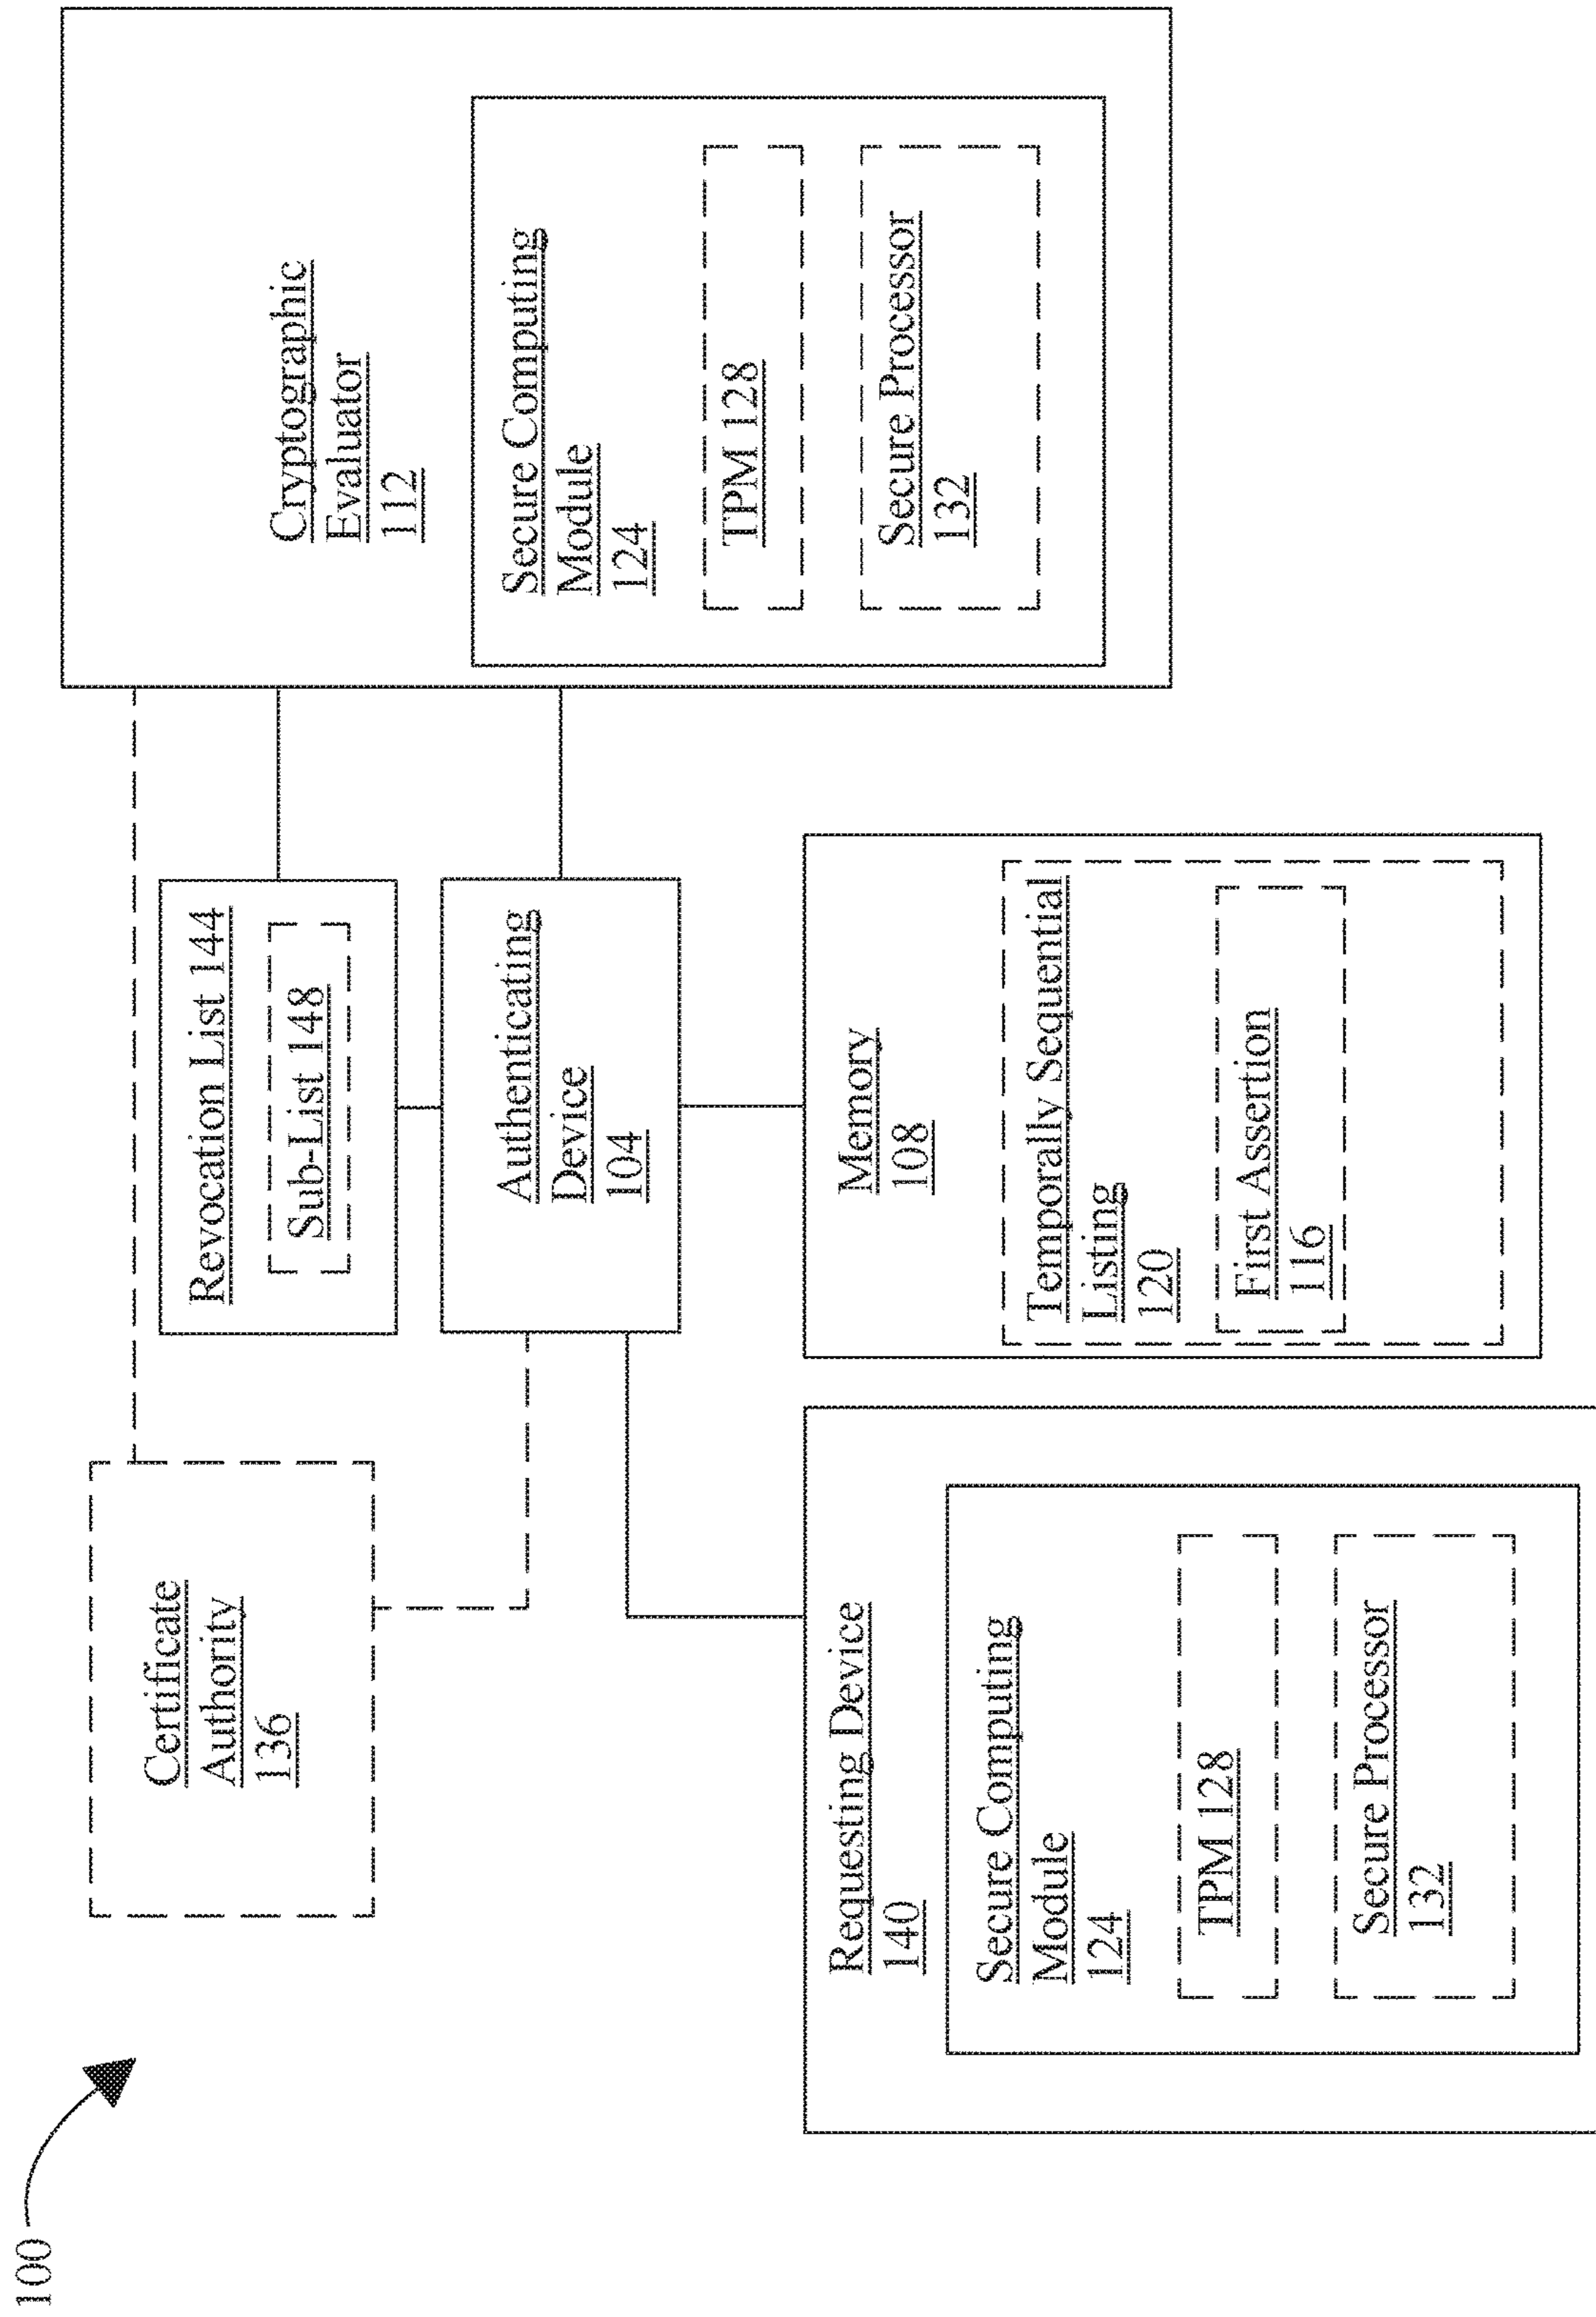 100
Certificate
Authority
136
Revocation List 144
Sub-List 148
Cryptographic
Evaluator
112
Secure Computing
Module
124
TPM 128
Secure Processor
132
Authenticating
Device
104
Requesting Device
140
Secure Computing
Module
124
TPM 128
Secure Processor
132
Memory
108
Temporally Sequential
Listing
120
First Assertion
116